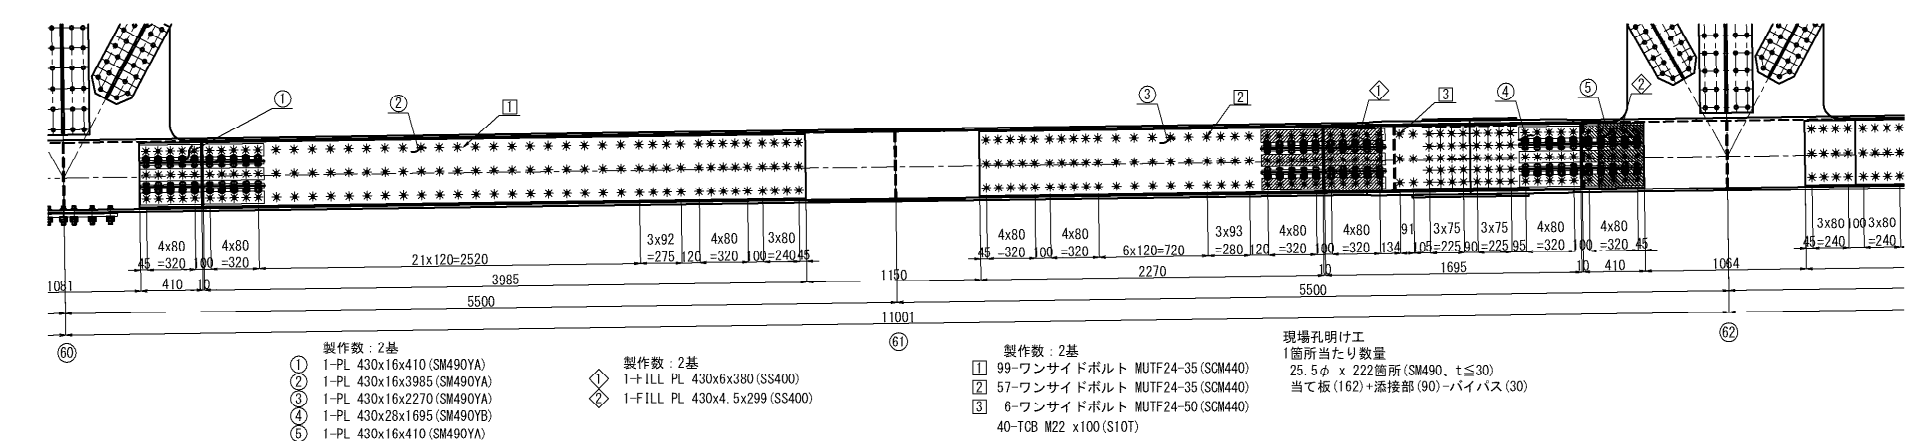 ① ② 1 ③ 2 ◇1 3 ④ ⑤ ◇2
4x80 4x80 3x92 4x80 3x80 4x80 4x80 3x93 4x80 4x80 91 3x75 3x75 4x80 4x80 3x80 100 3x80
45 =320 100 =320 21x120=2520 =275 120 =320 100 =240 45 45 =320 100 =320 6x120=720 =280 120 =320 100 =320 134 105 =225 90 =225 95 =320 100 =320 45 45 =240 =240
1081 410 10 3985 1150 2270 10 1695 10 410 1064
5500 5500
11001
60 61 62
製作数:2基
① 1-PL 430x16x410(SM490YA)
② 1-PL 430x16x3985(SM490YA)
③ 1-PL 430x16x2270(SM490YA)
④ 1-PL 430x28x1695(SM490YB)
⑤ 1-PL 430x16x410(SM490YA)
製作数:2基
◇1 1-FILL PL 430x6x380(SS400)
◇2 1-FILL PL 430x4.5x299(SS400)
製作数:2基
1 99-ワンサイドボルト MUTF24-35(SCM440)
2 57-ワンサイドボルト MUTF24-35(SCM440)
3 6-ワンサイドボルト MUTF24-50(SCM440)
40-TCB M22 x100(S10T)
現場孔明け工
1箇所当たり数量
25.5φ x 222箇所(SM490、t≦30)
当て板(162)+添接部(90)-パイパス(30)